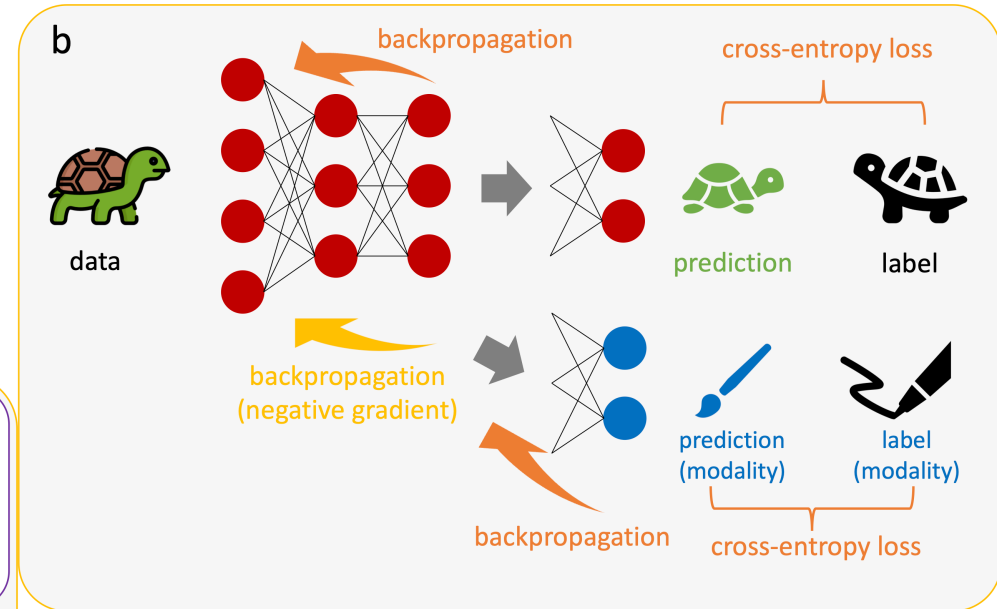 b
backpropagation
cross-entropy loss
data
prediction
label
backpropagation
(negative gradient)
prediction
(modality)
label
(modality)
backpropagation
cross-entropy loss